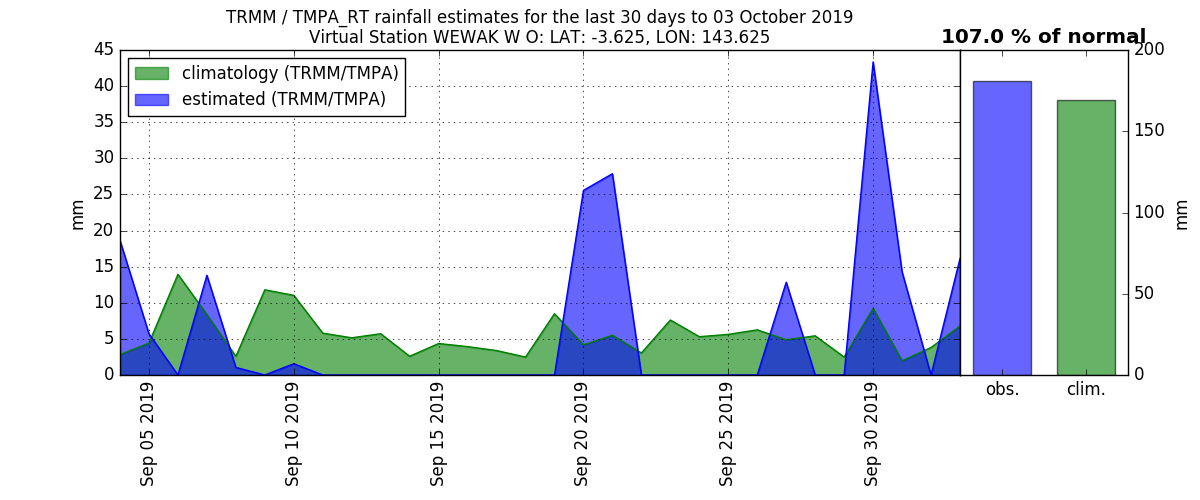 TRMM / TMPA_RT rainfall estimates for the last 30 days to 03 October 2019
Virtual Station WEWAK W O: LAT: -3.625, LON: 143.625
107.0 % of normal
climatology (TRMM/TMPA)
estimated (TRMM/TMPA)
mm
45
40
35
30
25
20
15
10
5
0
Sep 05 2019
Sep 10 2019
Sep 15 2019
Sep 20 2019
Sep 25 2019
Sep 30 2019
200
150
100
50
0
mm
obs.
clim.